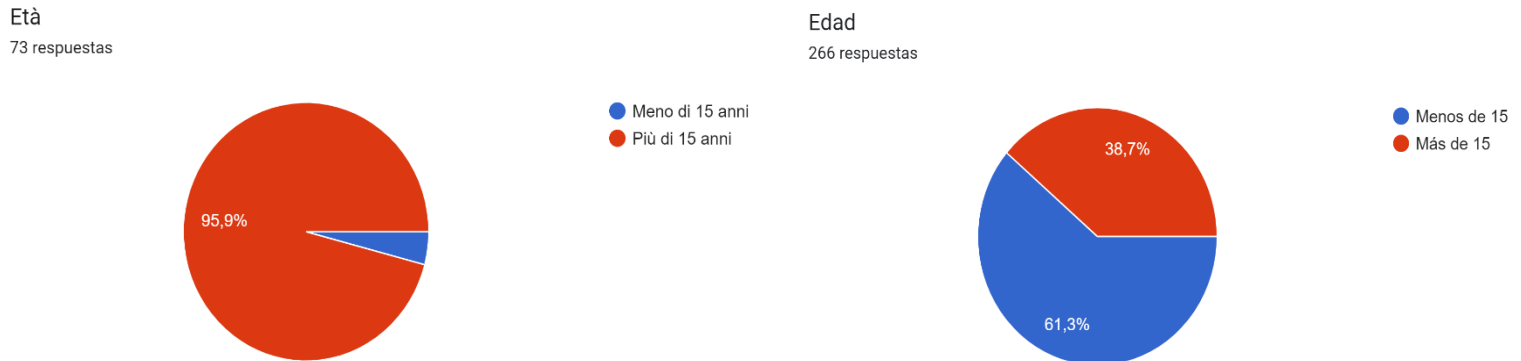 Età
73 respuestas
Meno di 15 anni
Più di 15 anni
95,9%
Edad
266 respuestas
Menos de 15
Más de 15
38,7%
61,3%